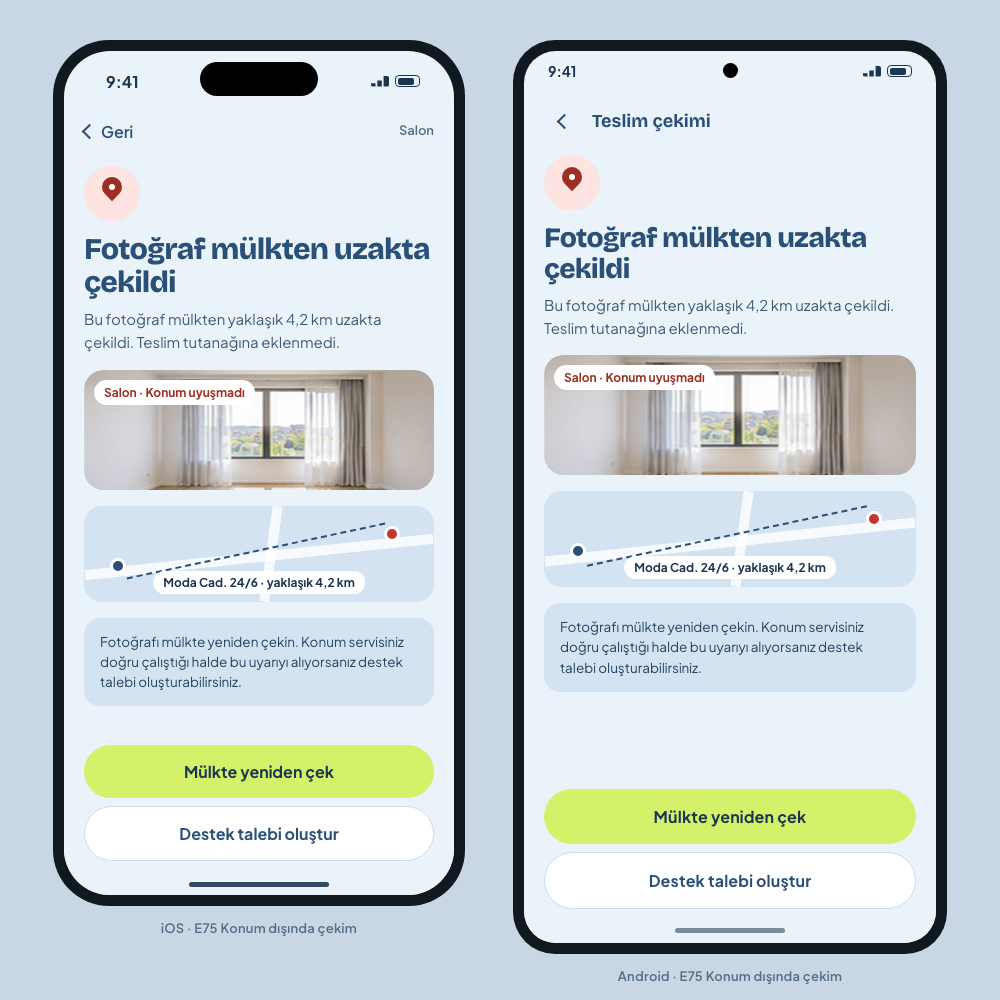 9:41
Geri
Salon
Fotoğraf mülkten uzakta
çekildi
Bu fotoğraf mülkten yaklaşık 4,2 km uzakta
çekildi. Teslim tutanağına eklenmedi.
Salon · Konum uyuşmadı
Moda Cad. 24/6 · yaklaşık 4,2 km
Fotoğrafı mülkte yeniden çekin. Konum servisiniz
doğru çalıştığı halde bu uyarıyı alıyorsanız destek
talebi oluşturabilirsiniz.
Mülkte yeniden çek
Destek talebi oluştur
iOS · E75 Konum dışında çekim
9:41
Teslim çekimi
Fotoğraf mülkten uzakta
çekildi
Bu fotoğraf mülkten yaklaşık 4,2 km uzakta çekildi.
Teslim tutanağına eklenmedi.
Salon · Konum uyuşmadı
Moda Cad. 24/6 · yaklaşık 4,2 km
Fotoğrafı mülkte yeniden çekin. Konum servisiniz
doğru çalıştığı halde bu uyarıyı alıyorsanız destek
talebi oluşturabilirsiniz.
Mülkte yeniden çek
Destek talebi oluştur
Android · E75 Konum dışında çekim